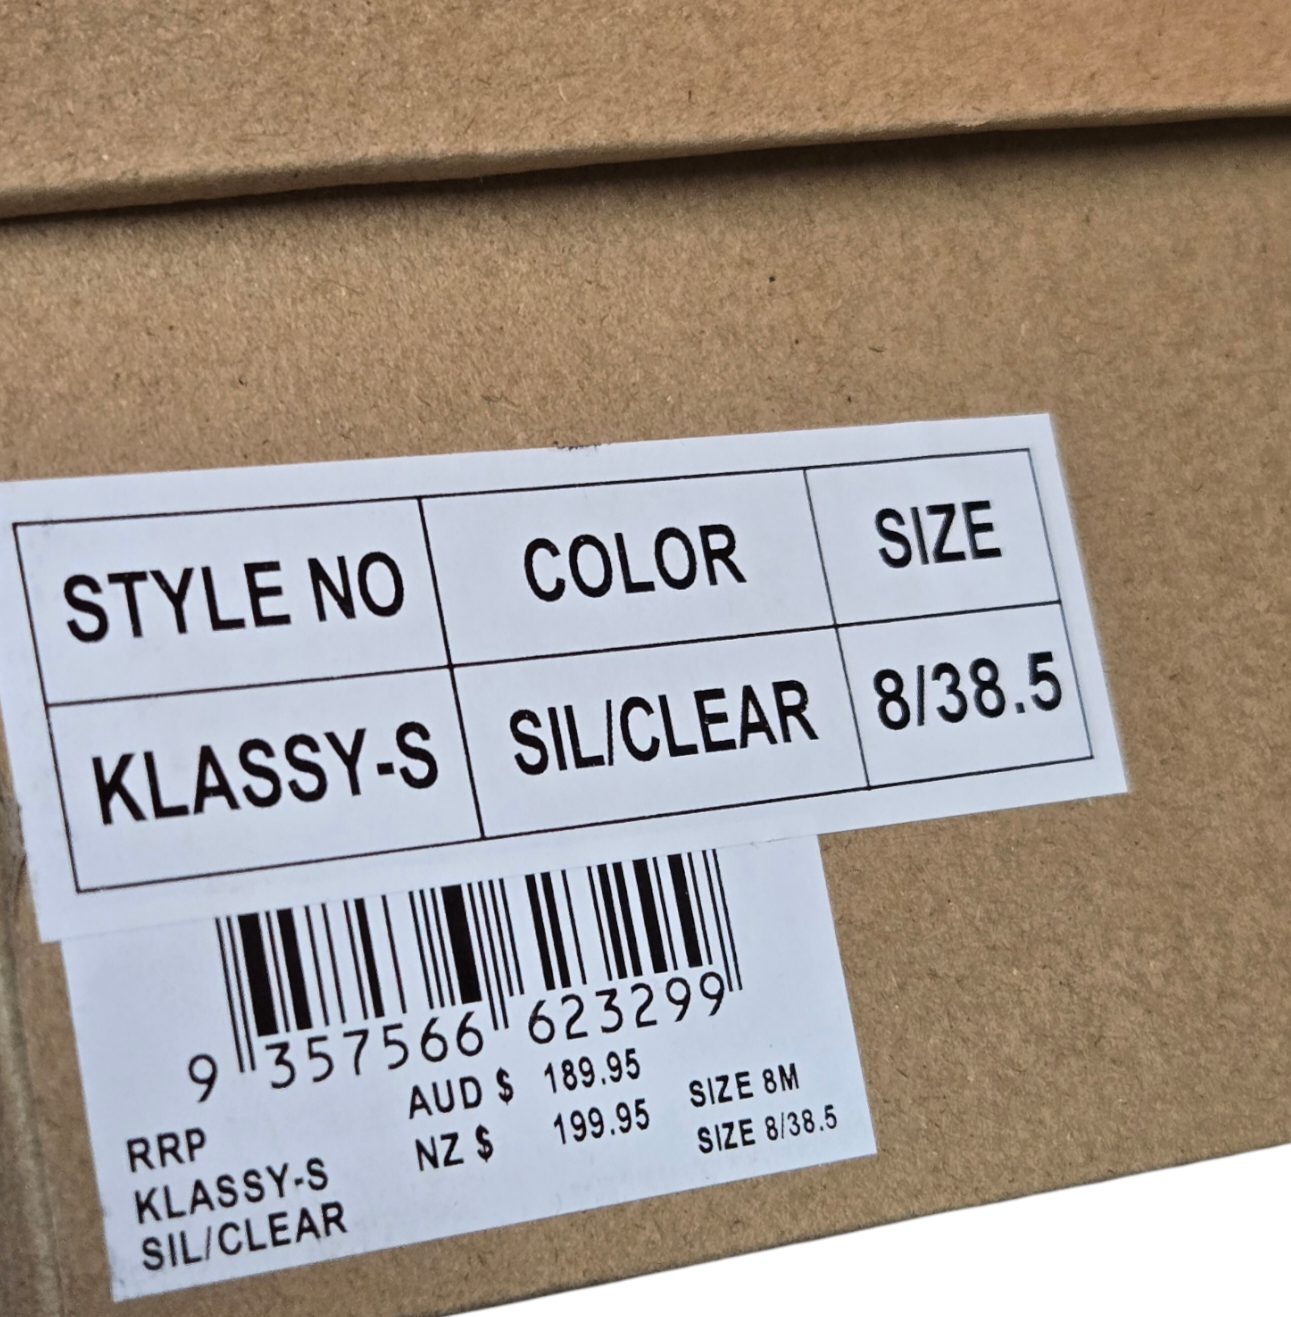 STYLE NO COLOR SIZE
KLASSY-S SIL/CLEAR 8/38.5
9 357566 623299
RRP AUD $ 189.95 SIZE 8M
KLASSY-S NZ $ 199.95 SIZE 8/38.5
SIL/CLEAR